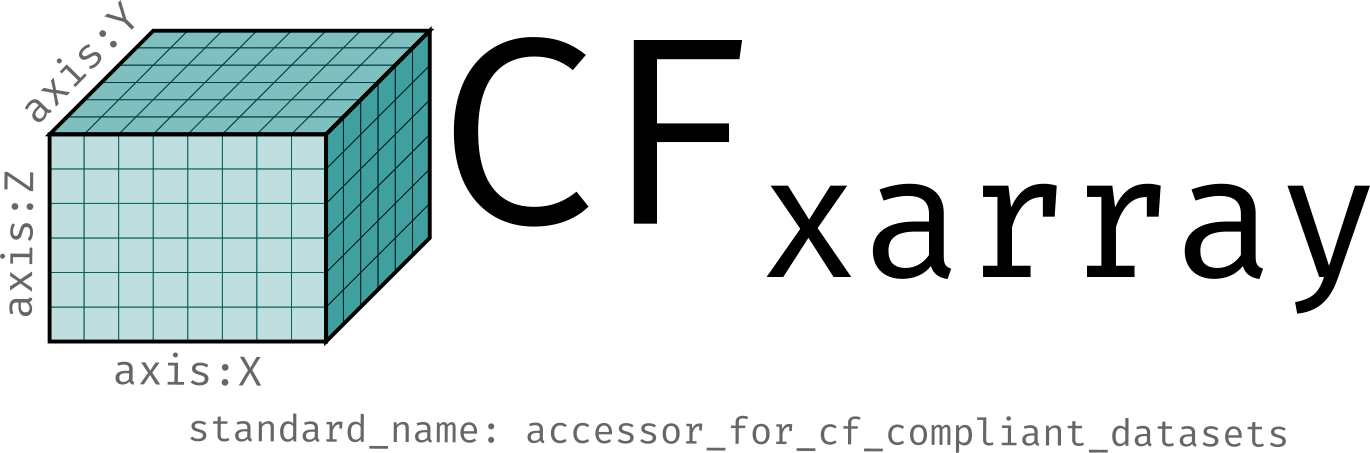 axis:Y
CF
xarray
axis:Z
axis:X
standard_name: accessor_for_cf_compliant_datasets